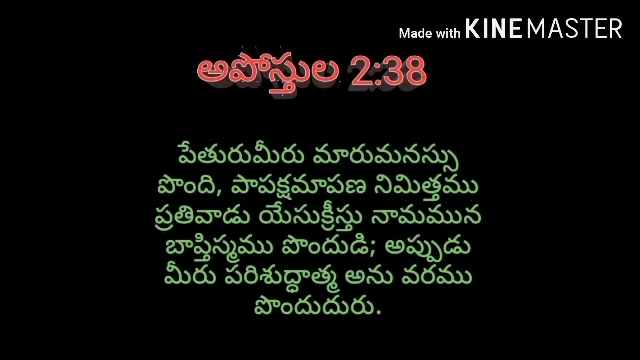 Made with KINEMASTER
అపోస్తుల 2:38
పేతురుమీరు మారుమనస్సు
పొంది, పాపక్షమాపణ నిమిత్తము
ప్రతివాడు యేసుక్రీస్తు నామమున
బాప్తిస్మము పొందుడి; అప్పుడు
మీరు పరిశుద్ధాత్మ అను వరము
పొందుదురు.